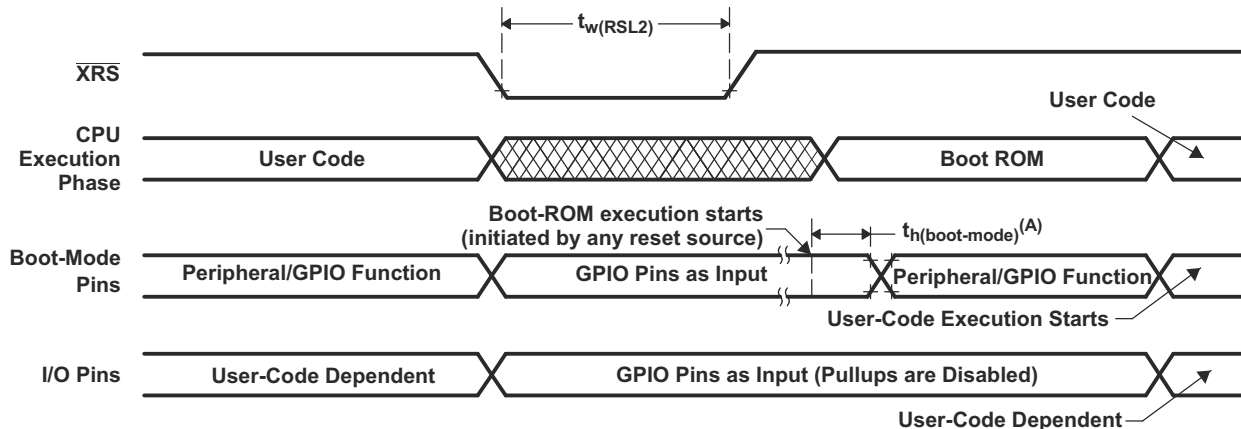 tw(RSL2)
XRS
User Code
CPU
Execution
Phase
User Code
Boot ROM
Boot-ROM execution starts
(initiated by any reset source)
th(boot-mode)(A)
Boot-Mode
Pins
Peripheral/GPIO Function
GPIO Pins as Input
Peripheral/GPIO Function
User-Code Execution Starts
I/O Pins
User-Code Dependent
GPIO Pins as Input (Pullups are Disabled)
User-Code Dependent